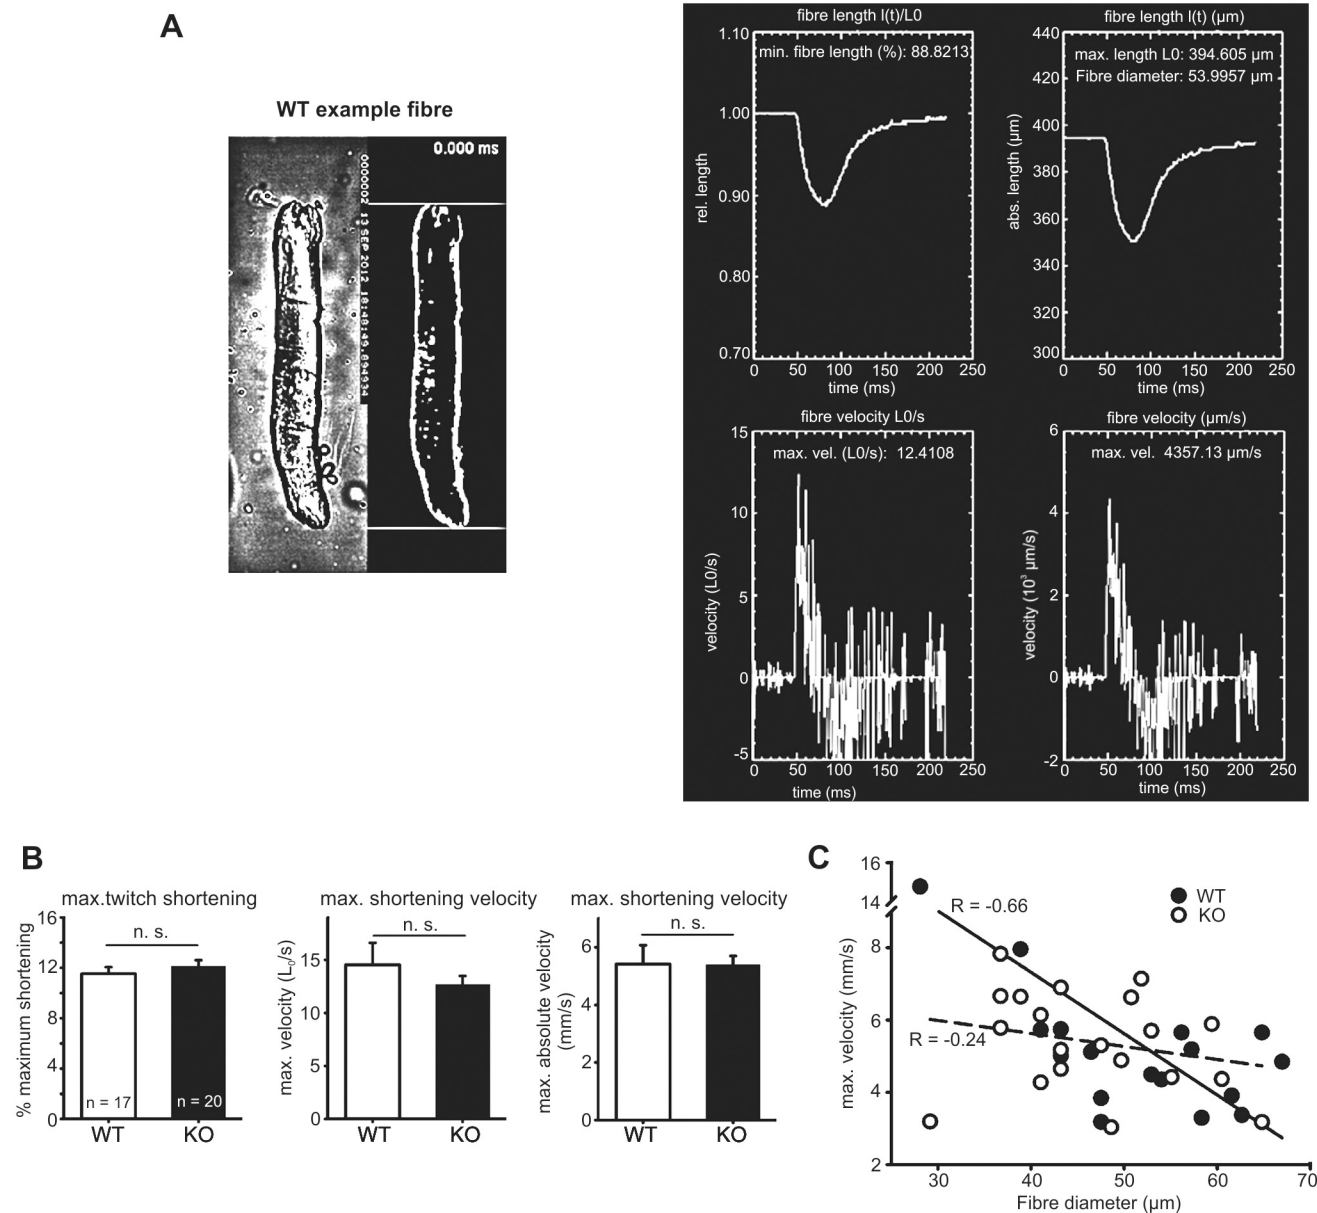 A
WT example fibre
0.000 ms
00000002 13 SEP 2012 18:48:49.694934
fibre length l(t)/L0
min. fibre length (%): 88.8213
1.10
1.00
0.90
0.80
0.70
rel. length
0 50 100 150 200 250
time (ms)
fibre length l(t) (µm)
max. length L0: 394.605 µm
Fibre diameter: 53.9957 µm
440
420
400
380
360
340
320
300
abs. length (µm)
0 50 100 150 200 250
time (ms)
fibre velocity L0/s
max. vel. (L0/s): 12.4108
15
10
5
0
-5
velocity (L0/s)
0 50 100 150 200 250
time (ms)
fibre velocity (µm/s)
max. vel. 4357.13 µm/s
6
4
2
0
-2
velocity (10³ µm/s)
0 50 100 150 200 250
time (ms)
B
max.twitch shortening
n. s.
16
12
8
4
0
% maximum shortening
n = 17
n = 20
WT KO
max. shortening velocity
n. s.
15
10
5
0
max. velocity (L₀/s)
WT KO
max. shortening velocity
n. s.
6
4
2
0
max. absolute velocity
(mm/s)
WT KO
C
WT
KO
R = -0.66
R = -0.24
16
14
8
6
4
2
max. velocity (mm/s)
30 40 50 60 70
Fibre diameter (µm)